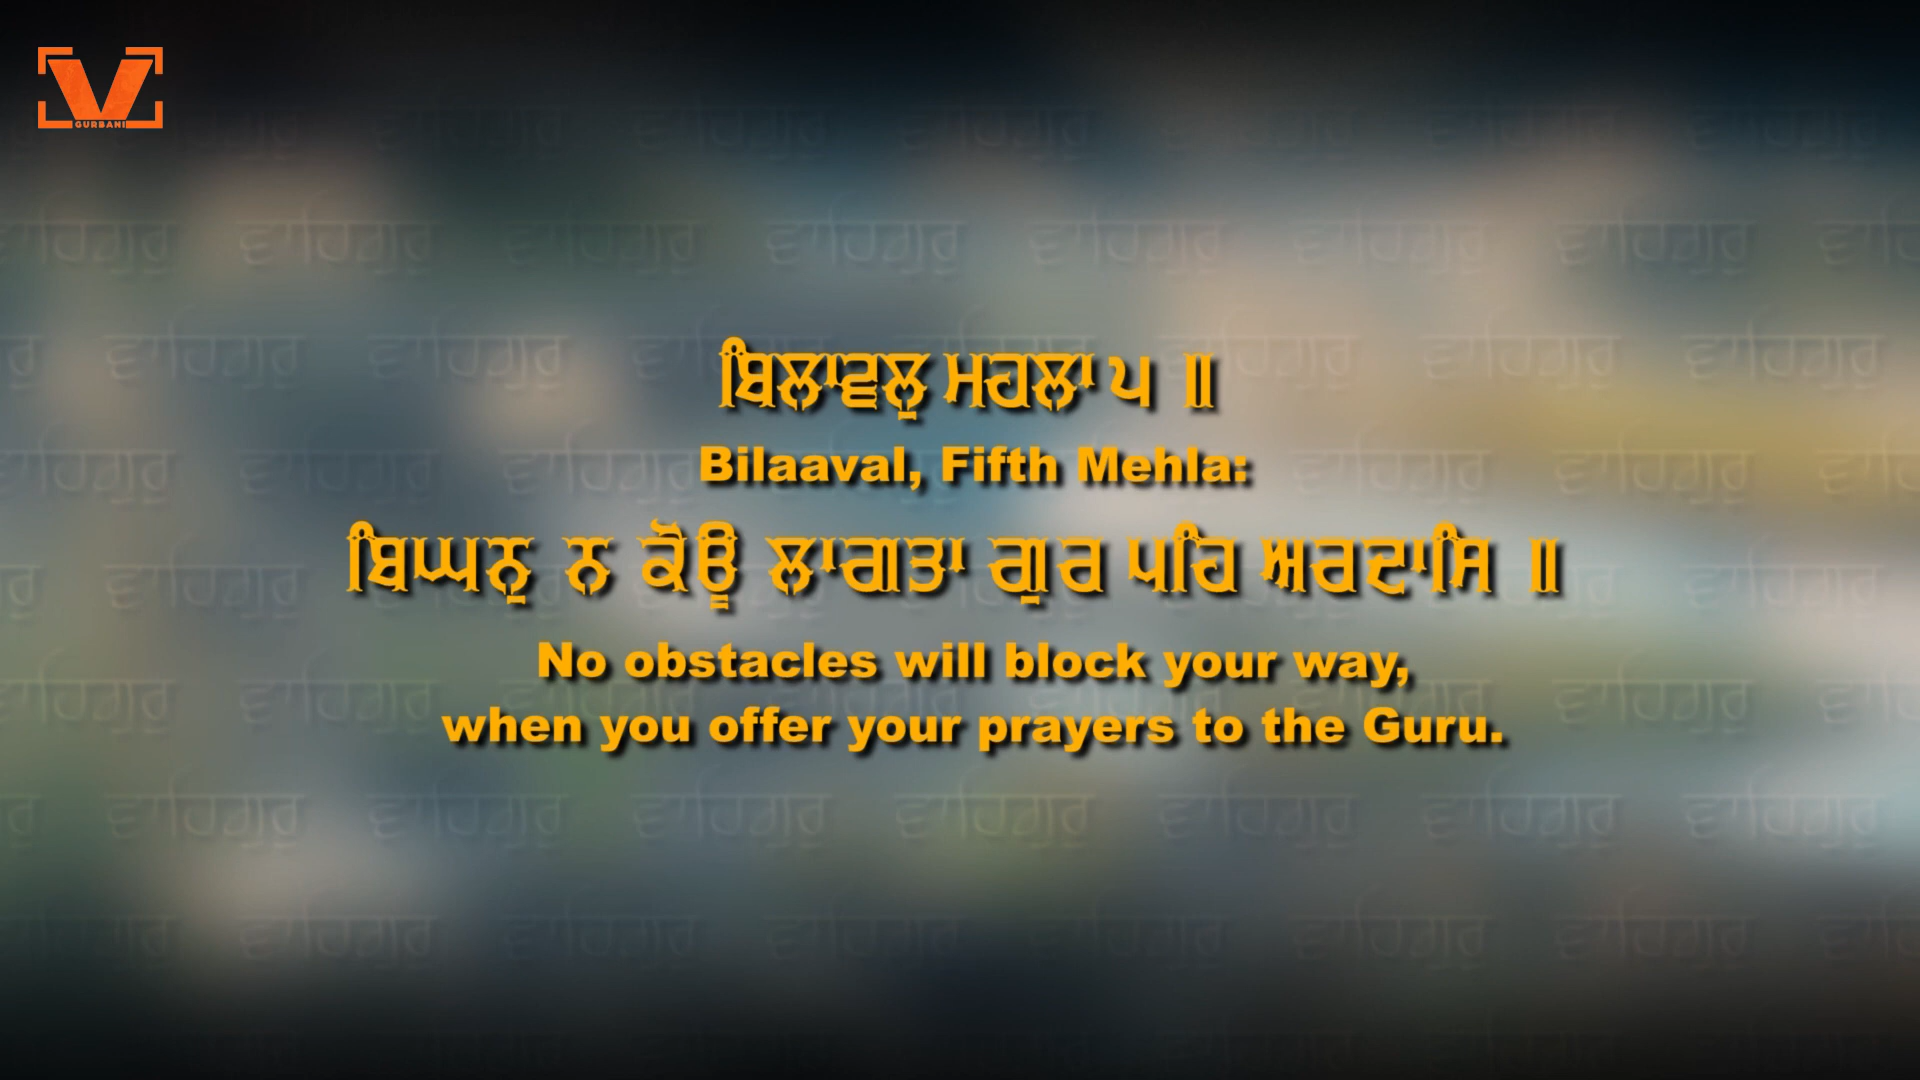 GURBANI
ਬਿਲਾਵਲੁ ਮਹਲਾ ੫ ॥
Bilaaval, Fifth Mehla:
ਬਿਘਨੁ ਨ ਕੋਊ ਲਾਗਤਾ ਗੁਰ ਪਹਿ ਅਰਦਾਸਿ ॥
No obstacles will block your way,
when you offer your prayers to the Guru.